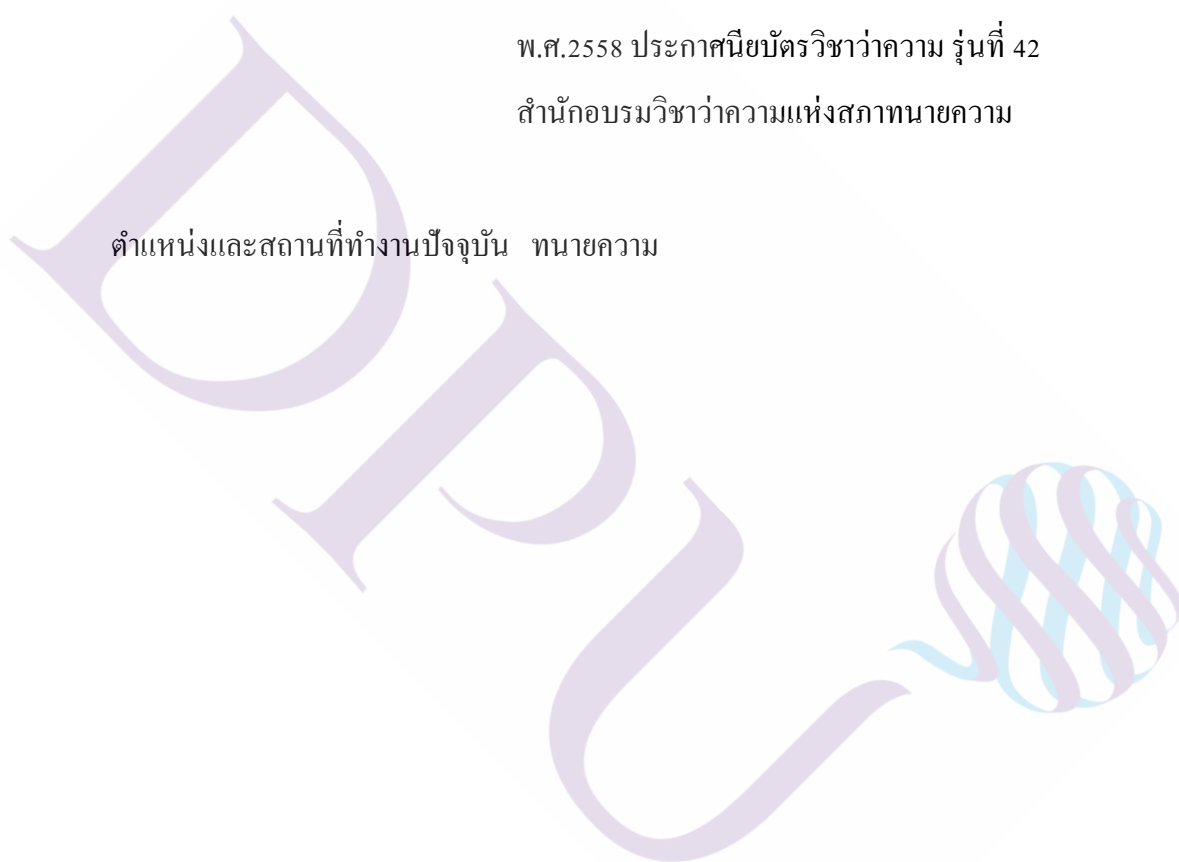 พ.ศ.2558 ประกาศนียบัตรวิชาว่าความ รุ่นที่ 42
สำนักอบรมวิชาว่าความแห่งสภาทนายความ
ตำแหน่งและสถานที่ทำงานปัจจุบัน ทนายความ
DPU